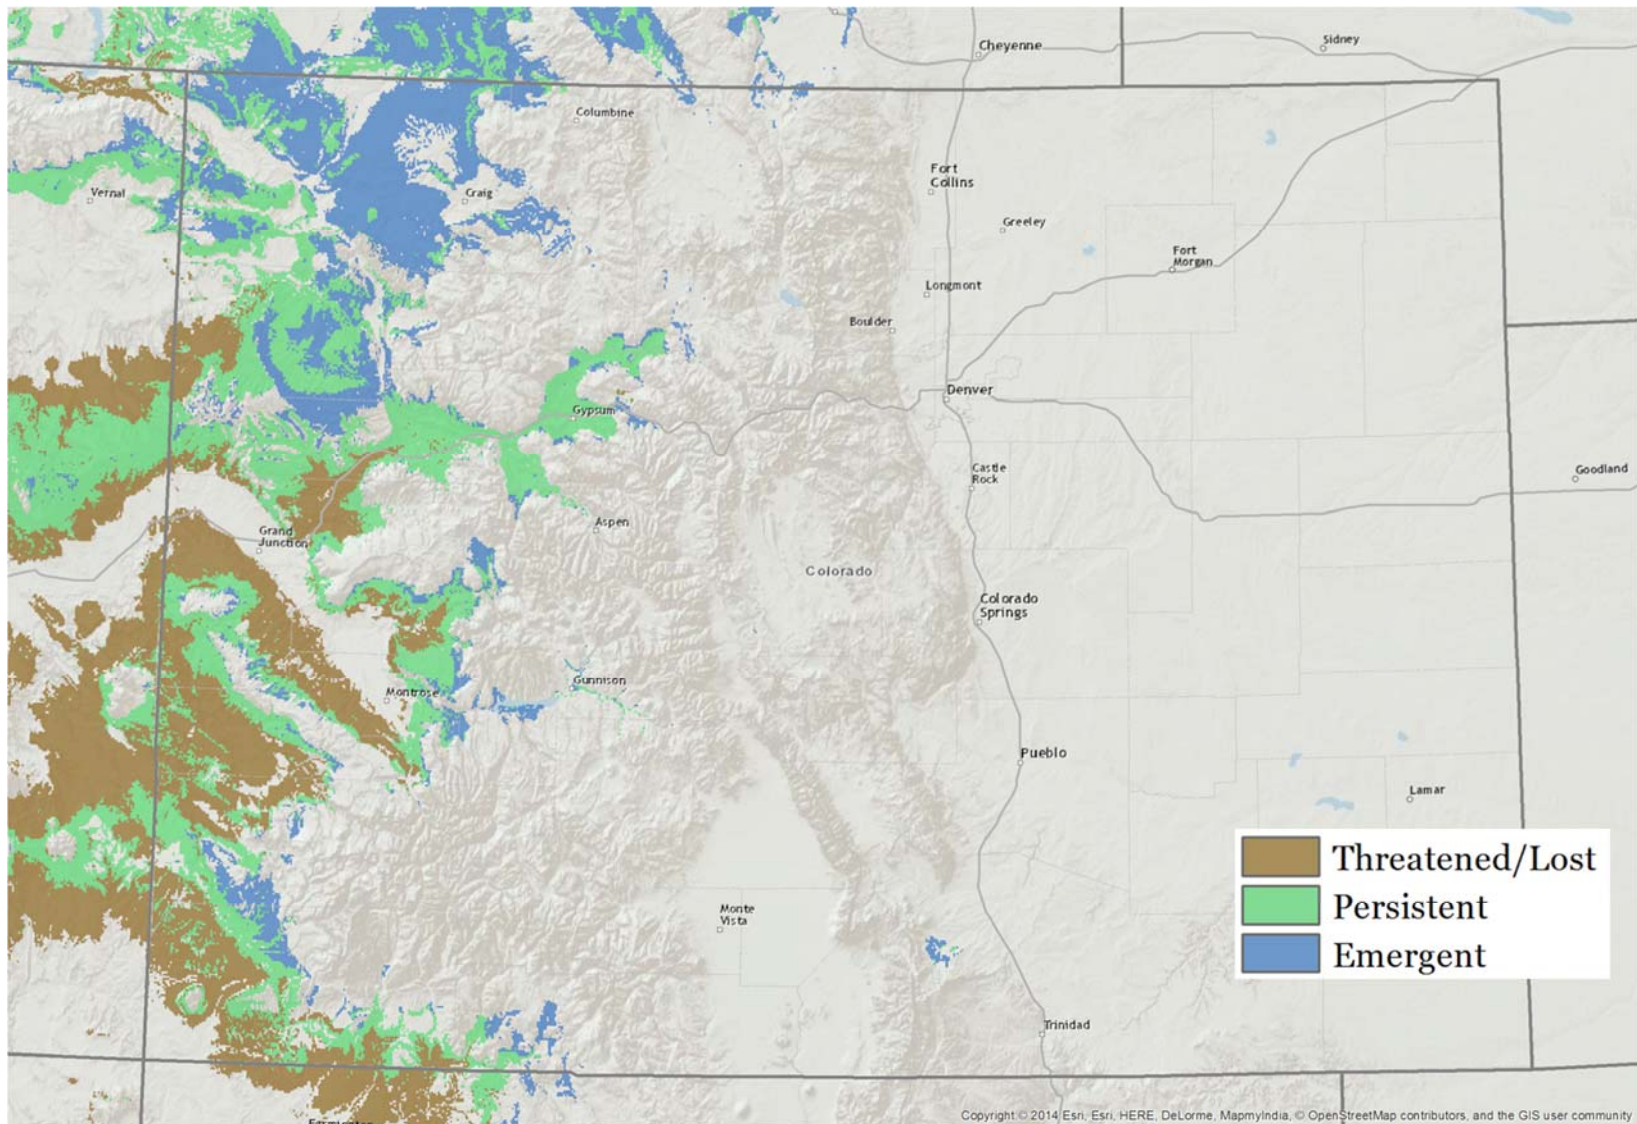 Cheyenne
Sidney
Columbine
Fort
Collins
Vernal
Craig
Greeley
Fort
Morgan
Longmont
Boulder
Denver
Gypsum
Castle
Rock
Goodland
Grand
Junction
Aspen
Colorado
Colorado
Springs
Gunnison
Montrose
Pueblo
Lamar
Threatened/Lost
Persistent
Emergent
Monte
Vista
Trinidad
Copyright:© 2014 Esri, Esri, HERE, DeLorme, MapmyIndia, © OpenStreetMap contributors, and the GIS user community